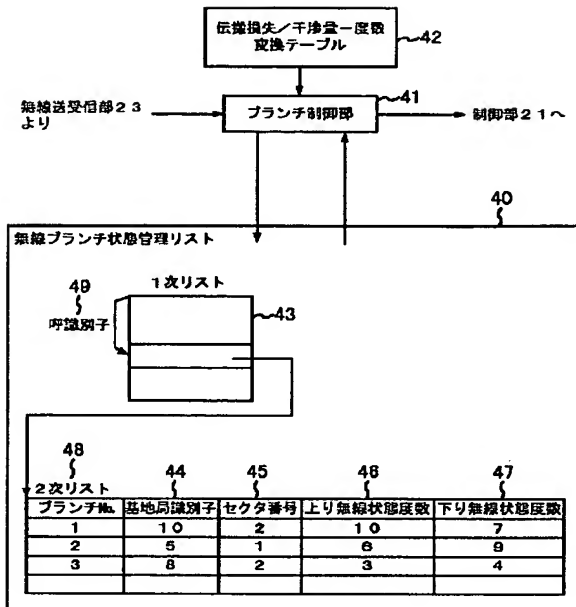 伝搬損失/干渉量-度数
変換テーブル
42
41
無線送受信部23
より
ブランチ制御部
制御部21へ
40
無線ブランチ状態管理リスト
1次リスト
49
呼識別子
43
48 44 45 46 47
2次リスト
ブランチNo. 基地局識別子 セクタ番号 上り無線状態度数 下り無線状態度数
1 10 2 10 7
2 5 1 6 9
3 8 2 3 4